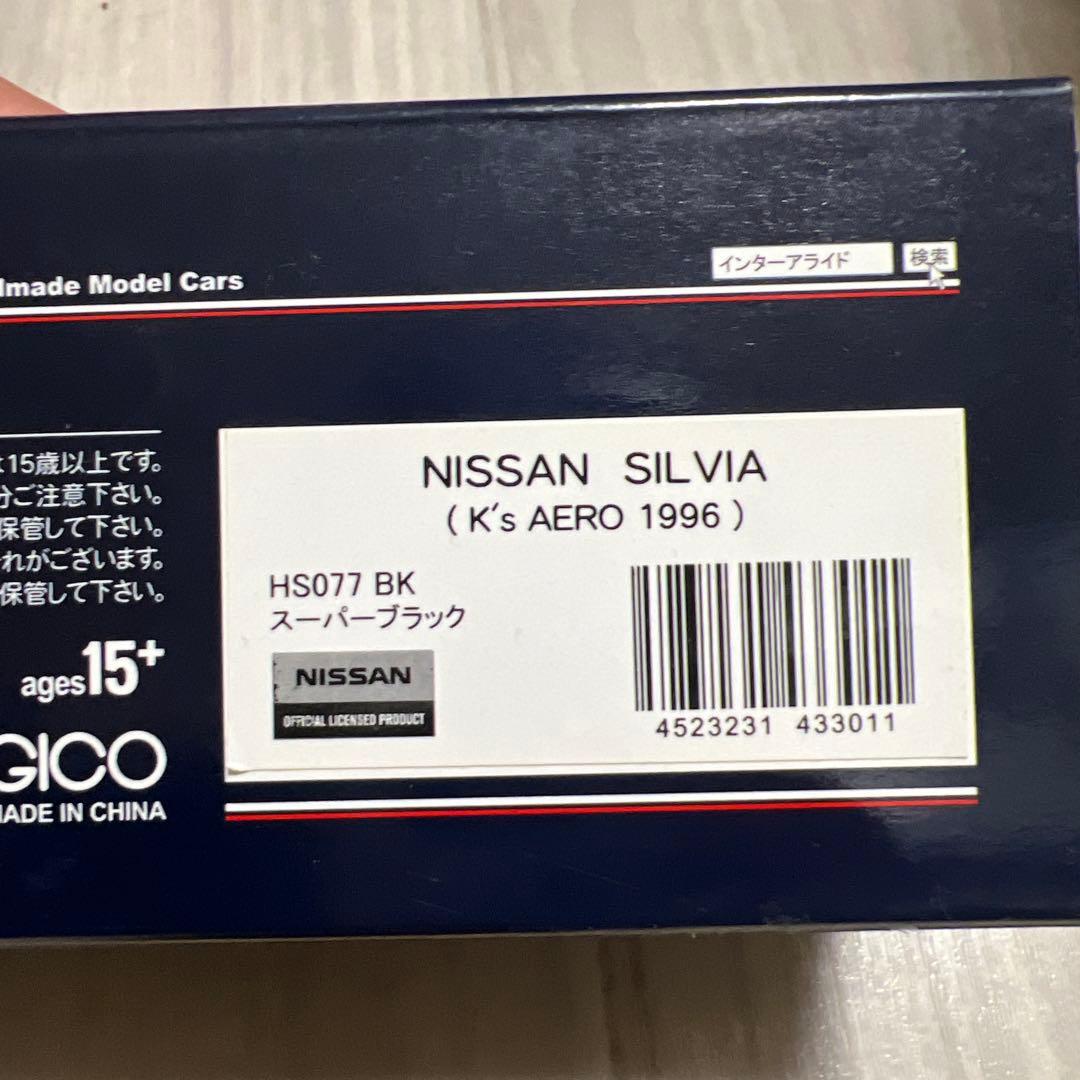 dmade Model Cars
インターアライド 検索
は15歳以上です。
分ご注意下さい。
保管して下さい。
れがございます。
保管して下さい。
ages15+
GICO
MADE IN CHINA
NISSAN SILVIA
( K's AERO 1996 )
HS077 BK
スーパーブラック
NISSAN
OFFICIAL LICENSED PRODUCT
4523231 433011